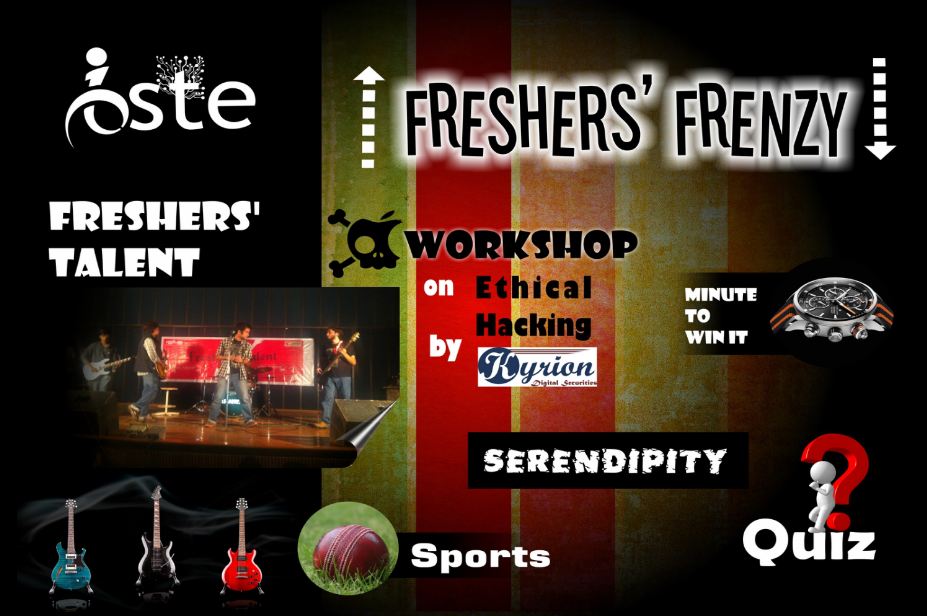 iste
FRESHERS' FRENZY
FRESHERS'
TALENT
WORKSHOP
on Ethical
Hacking
by Kyrion
Digital Securities
MINUTE
TO
WIN IT
SERENDIPITY
Sports
Quiz